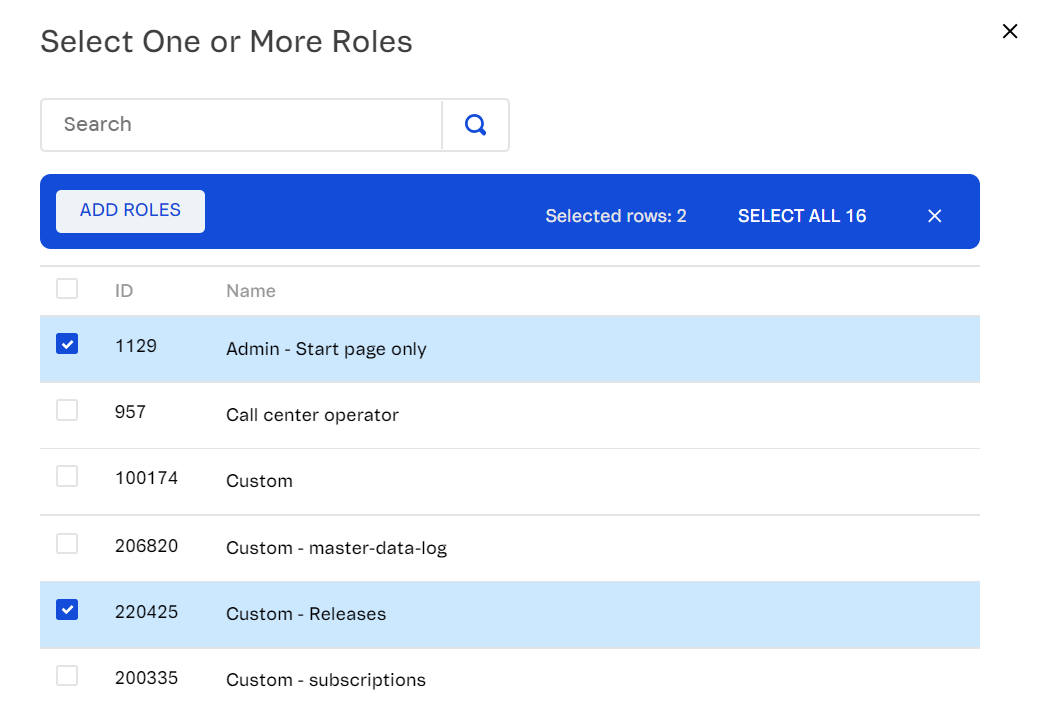 Select One or More Roles
Search
ADD ROLES Selected rows: 2 SELECT ALL 16
ID Name
1129 Admin - Start page only
957 Call center operator
100174 Custom
206820 Custom - master-data-log
220425 Custom - Releases
200335 Custom - subscriptions